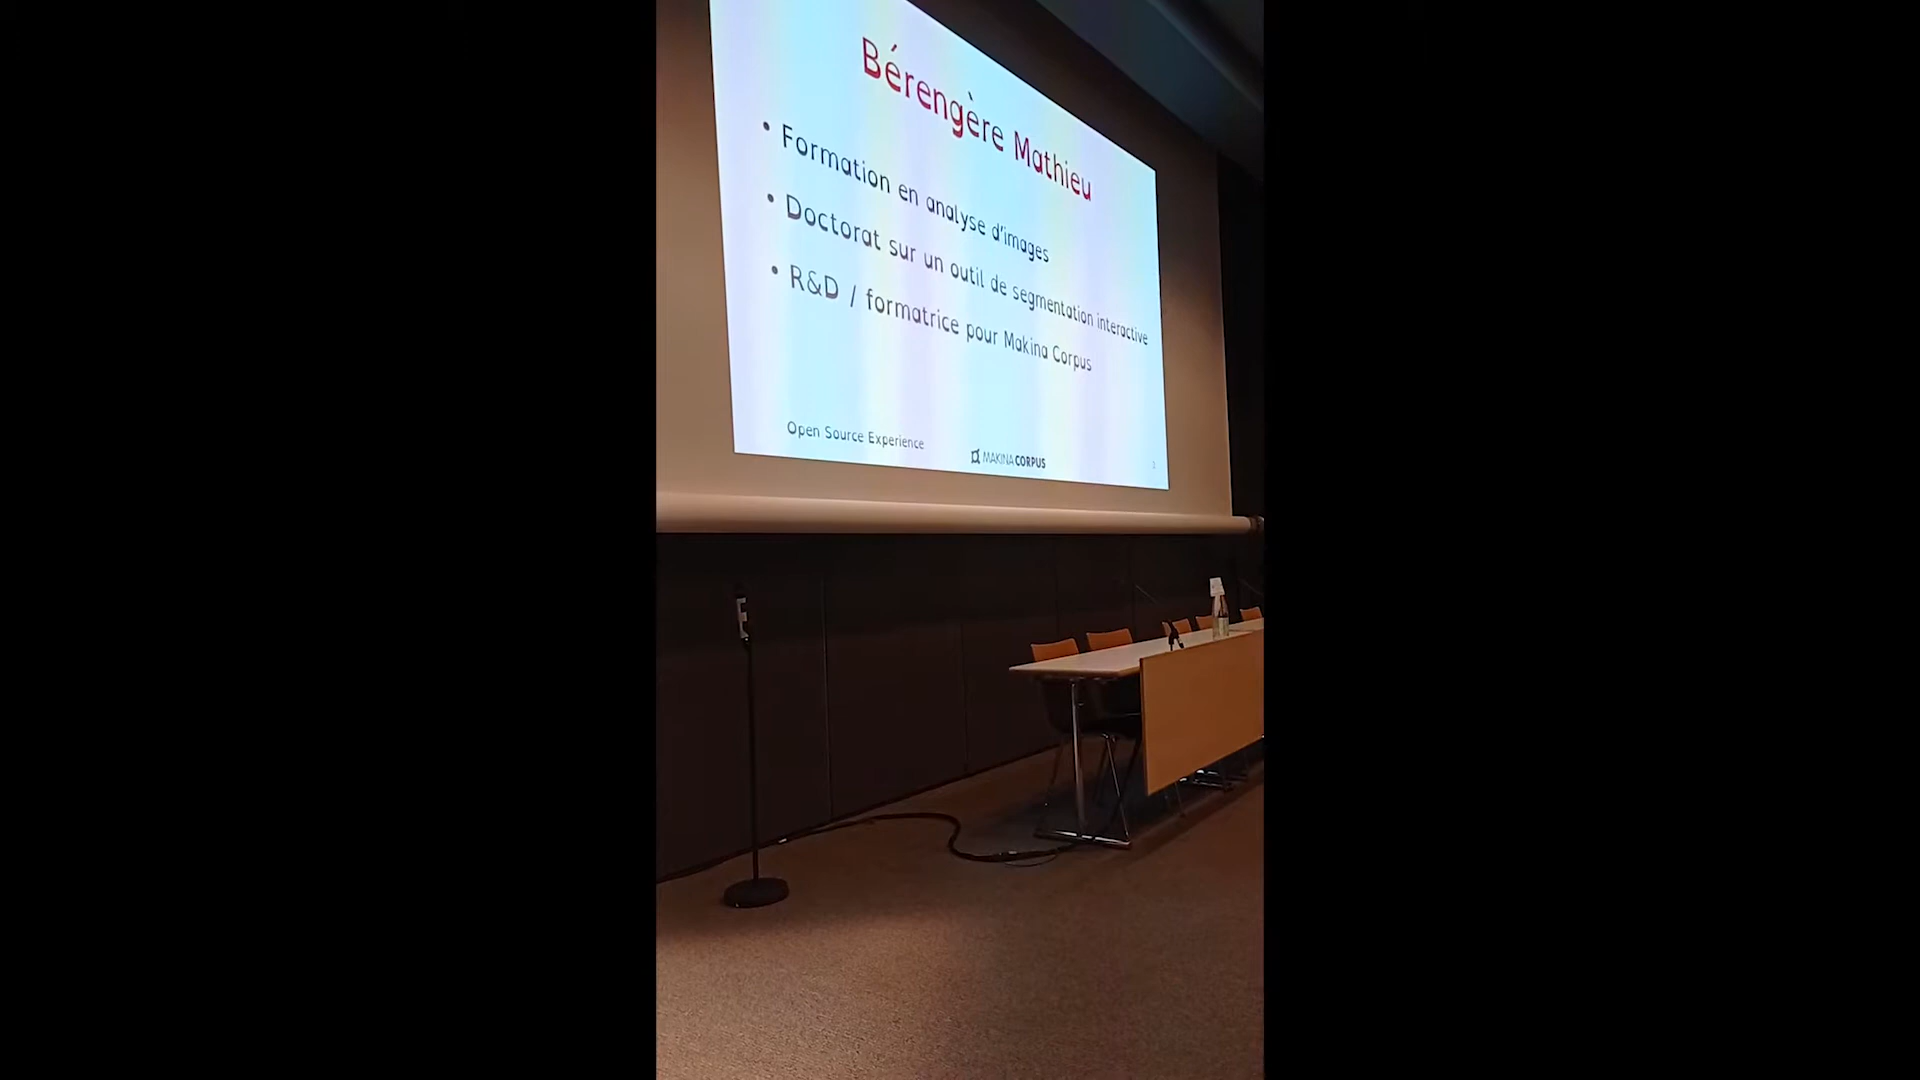 Bérengère Mathieu
• Formation en analyse d'images
• Doctorat sur un outil de segmentation interactive
• R&D / formatrice pour Makina Corpus
Open Source Experience
MAKINA CORPUS